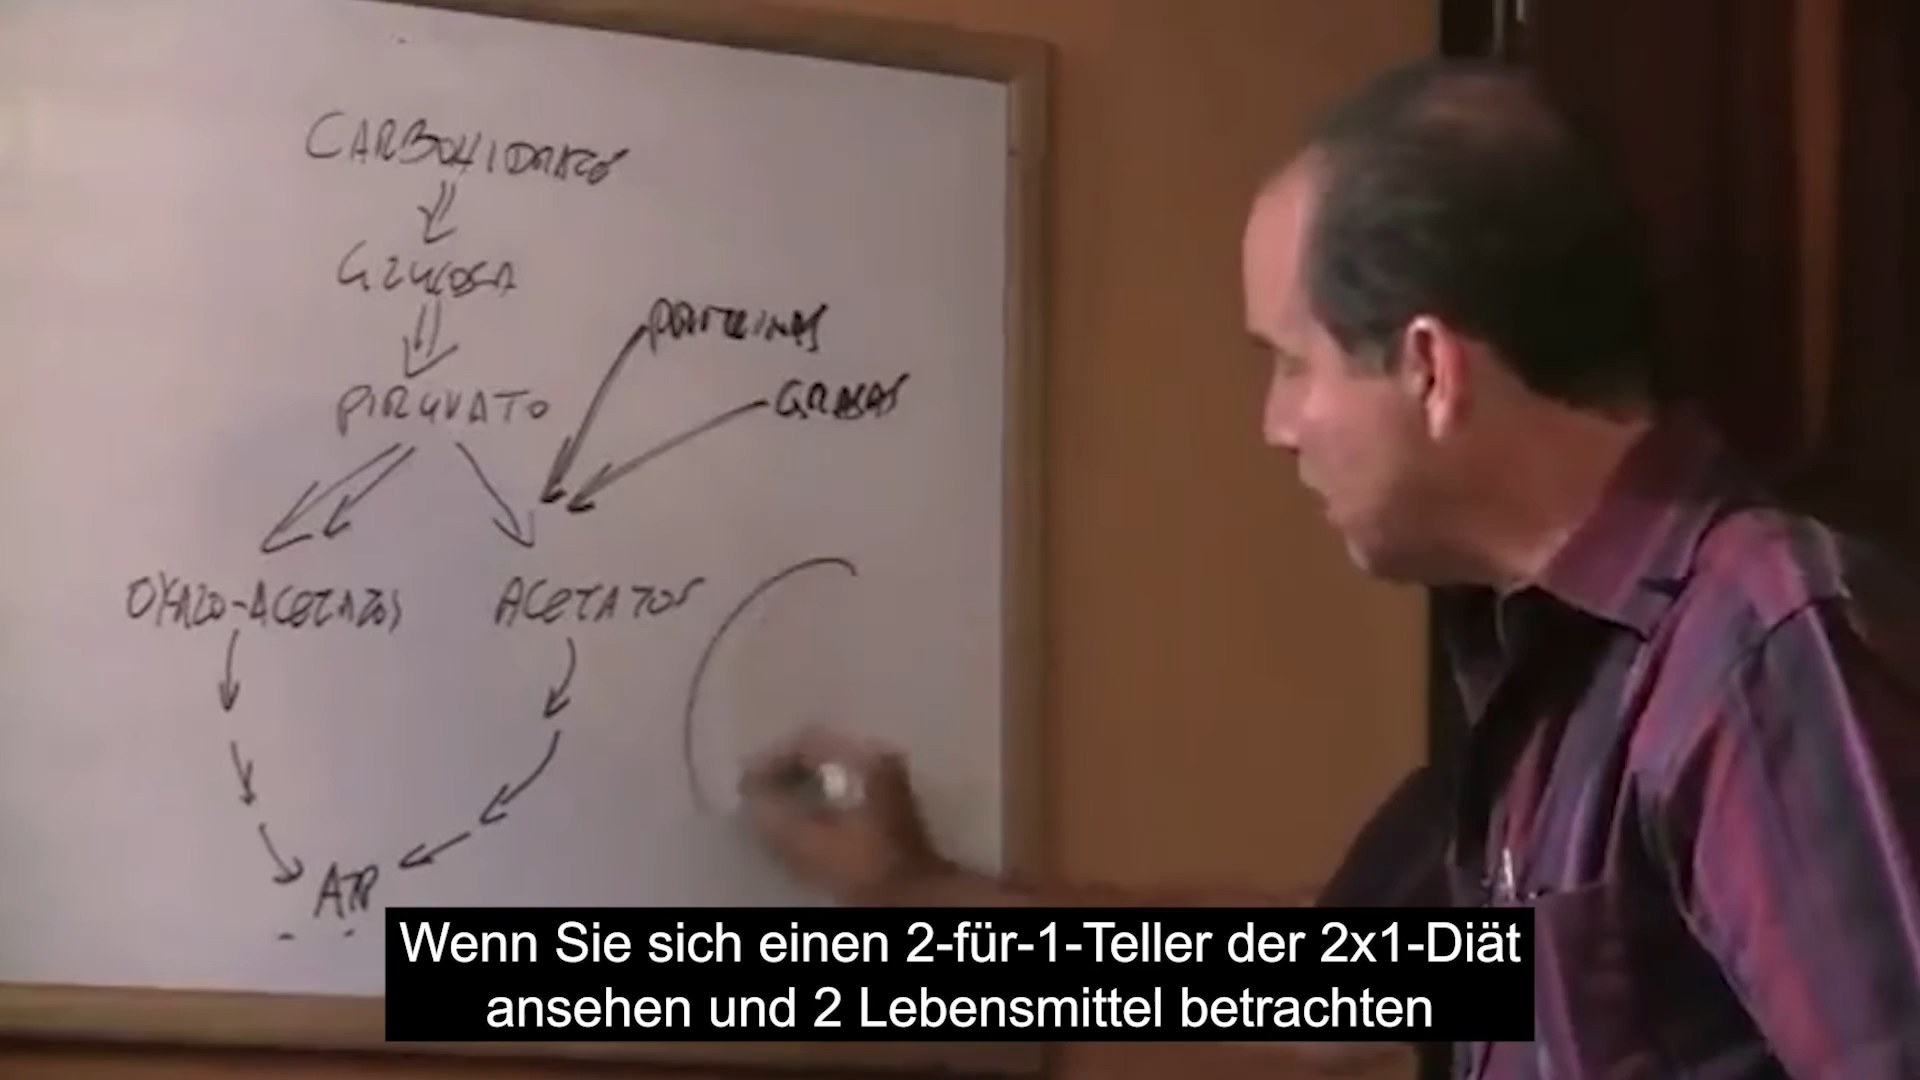 CARBOHIDRATOS
GLUCOSA
PROTEINAS
GRASAS
PIRUVATO
OXALO-ACETATOS
ACETATOS
ATP
Wenn Sie sich einen 2-für-1-Teller der 2x1-Diät
ansehen und 2 Lebensmittel betrachten